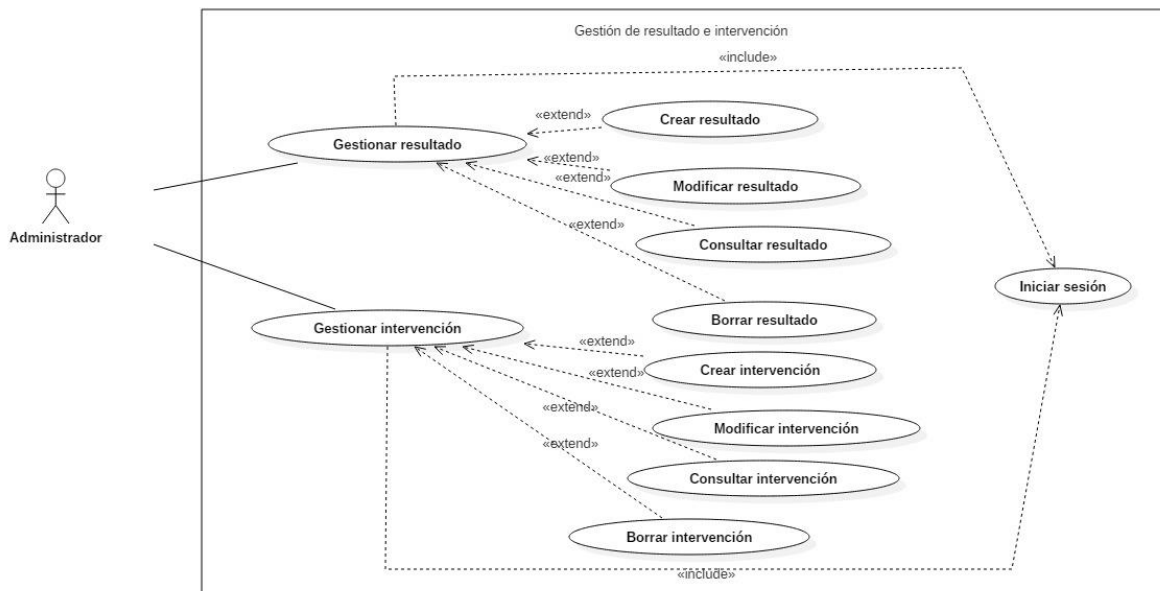 Gestión de resultado e intervención
«include»
«extend»
Crear resultado
Gestionar resultado
«extend»
«extend»
Modificar resultado
«extend»
Consultar resultado
Administrador
Iniciar sesión
Borrar resultado
Gestionar intervención
«extend»
Crear intervención
«extend»
«extend»
Modificar intervención
«extend»
Consultar intervención
Borrar intervención
«include»